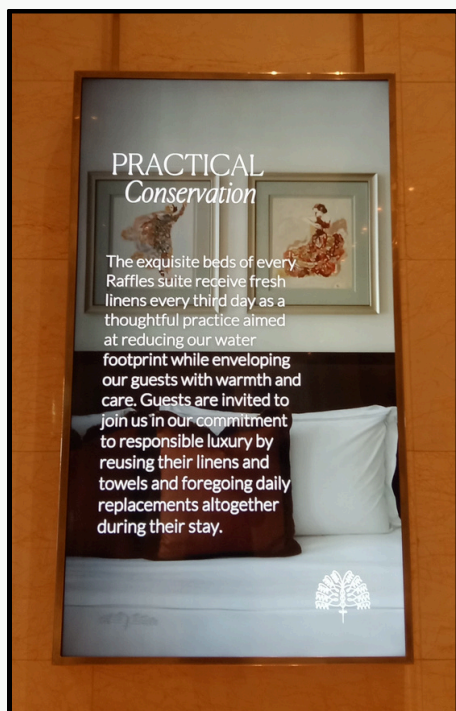 PRACTICAL
Conservation
The exquisite beds of every
Raffles suite receive fresh
linens every third day as a
thoughtful practice aimed
at reducing our water
footprint while enveloping
our guests with warmth and
care. Guests are invited to
join us in our commitment
to responsible luxury by
reusing their linens and
towels and foregoing daily
replacements altogether
during their stay.